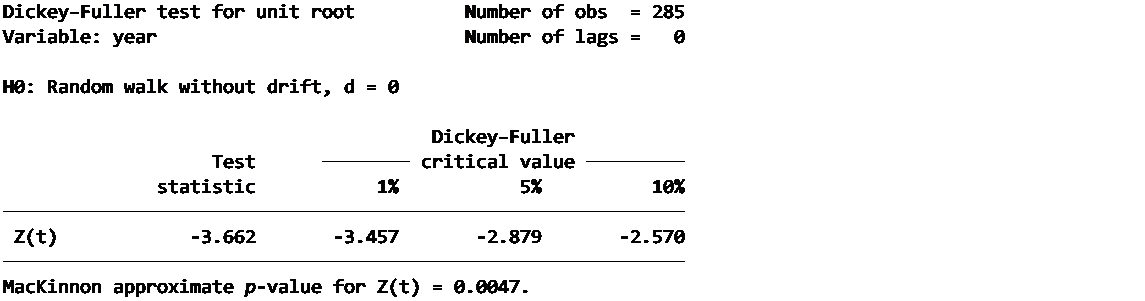 Dickey–Fuller test for unit root Number of obs = 285
Variable: year Number of lags = 0
H0: Random walk without drift, d = 0
Dickey–Fuller
Test critical value
statistic 1% 5% 10%
Z(t) -3.662 -3.457 -2.879 -2.570
MacKinnon approximate p-value for Z(t) = 0.0047.